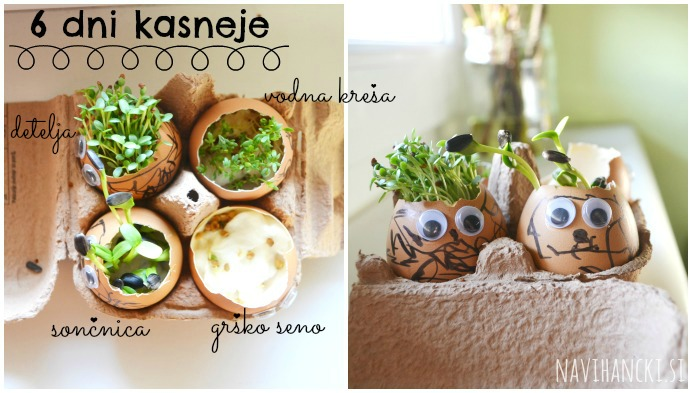 6 dni kasneje
vodna kreša
detelja
sončnica
grško seno
NAVIHANCKI.SI